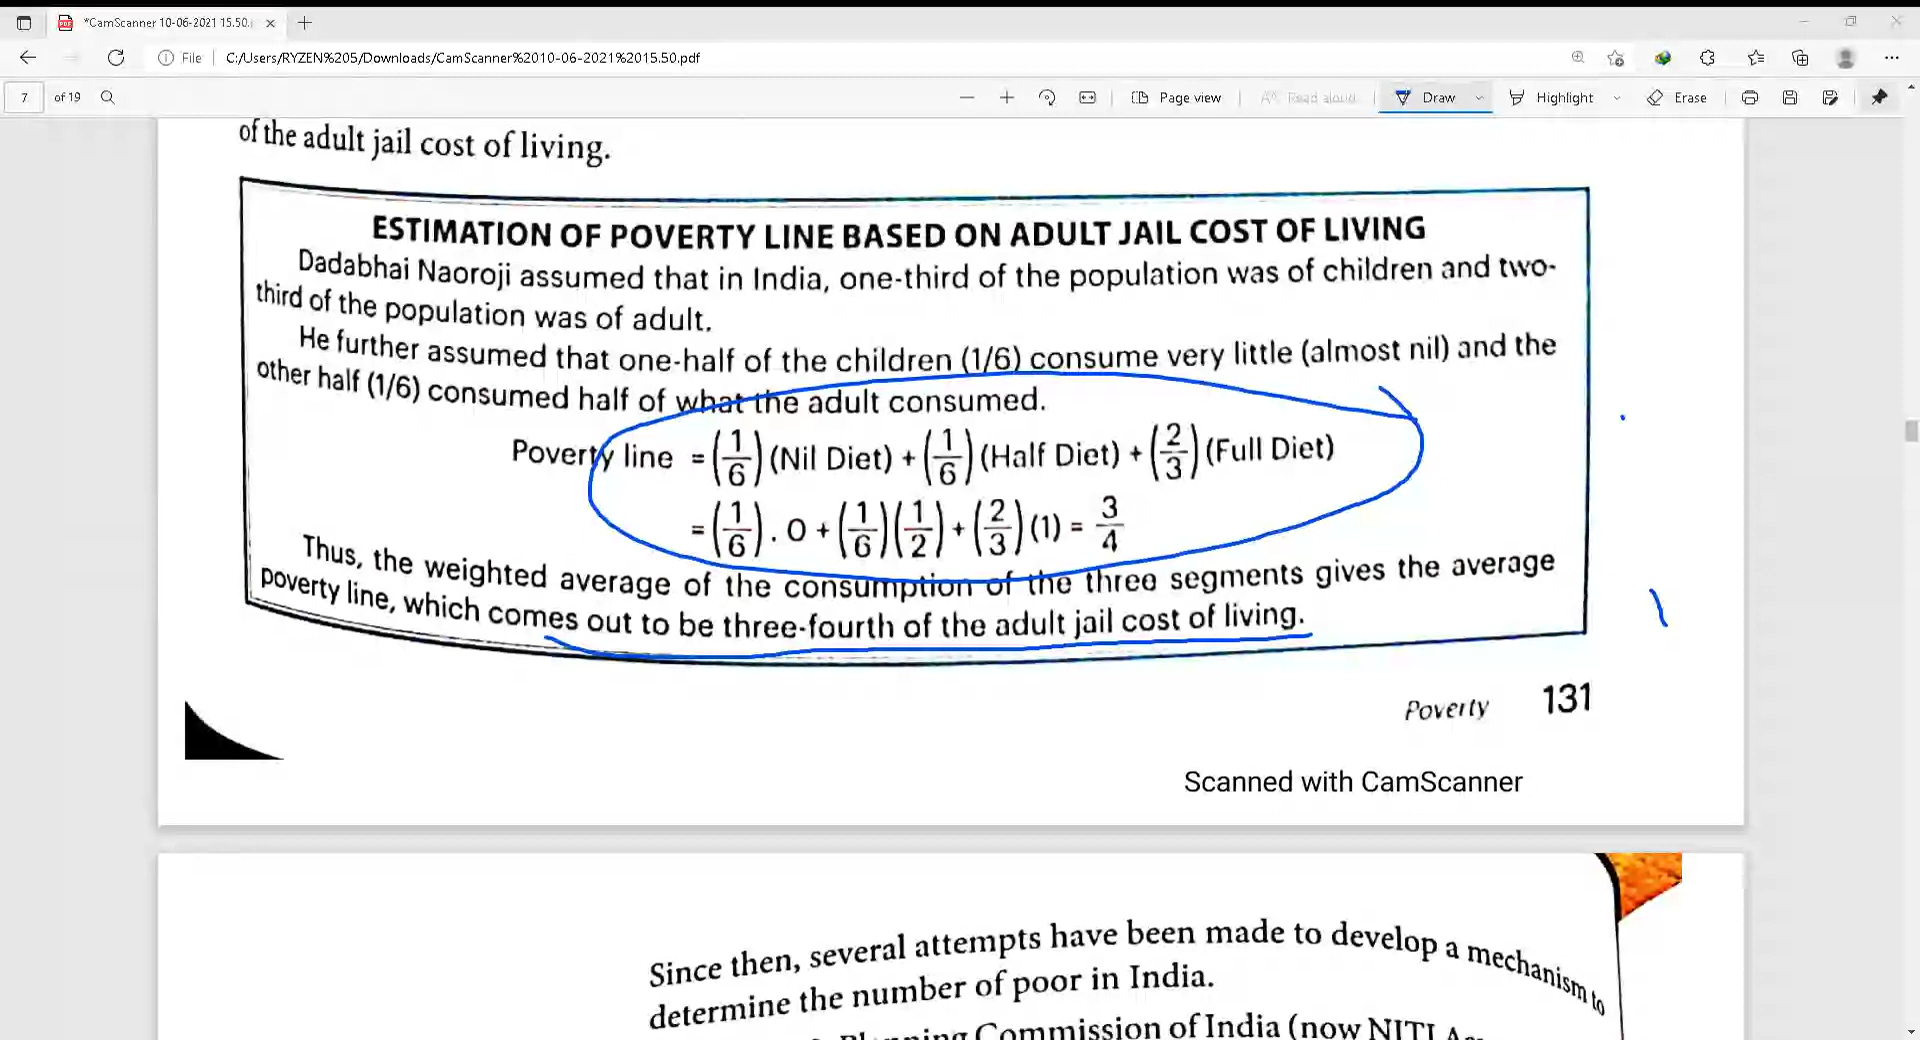 *CamScanner 10-06-2021 15.50.
File C:/Users/RYZEN%205/Downloads/CamScanner%2010-06-2021%2015.50.pdf
7 of 19 Page view Read aloud Draw Highlight Erase
of the adult jail cost of living.
ESTIMATION OF POVERTY LINE BASED ON ADULT JAIL COST OF LIVING
Dadabhai Naoroji assumed that in India, one-third of the population was of children and two-
third of the population was of adult.
He further assumed that one-half of the children (1/6) consume very little (almost nil) and the
other half (1/6) consumed half of what the adult consumed.
Poverty line = (1/6) (Nil Diet) + (1/6) (Half Diet) + (2/3) (Full Diet)
= (1/6) . 0 + (1/6)(1/2) + (2/3) (1) = 3/4
Thus, the weighted average of the consumption of the three segments gives the average
poverty line, which comes out to be three-fourth of the adult jail cost of living.
Poverty 131
Scanned with CamScanner
Since then, several attempts have been made to develop a mechanism to
determine the number of poor in India.
Commission of India (now NITI